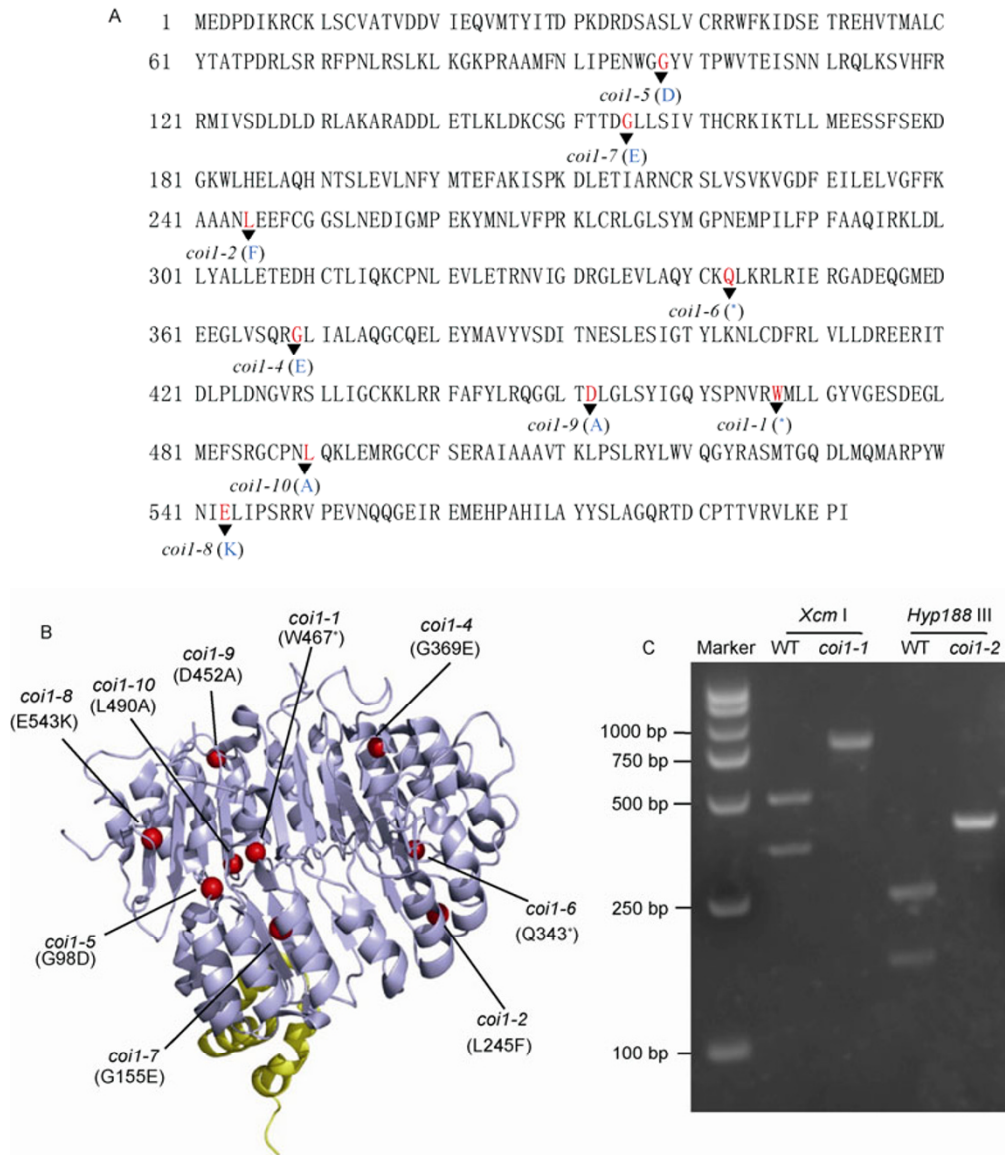 A
1 MEDPDIKRCK LSCVATVDDV IEQVMTYITD PKDRDSASLV CRRWFKIDSE TREHVTMALC
61 YTATPDRLSR RFPNLRSLKL KGKPRAAMFN LIPENWGGYV TPWVTEISNN LRQLKSVHFR
coi1-5 (D)
121 RMIVSDLDLD RLAKARADDL ETLKLDKCSG FTTDGLLSIV THCRKIKTLL MEESSFSEKD
coi1-7 (E)
181 GKWLHELAQH NTSLEVLNFY MTEFAKISPK DLETIARNCR SLVSVKVGDF EILELVGFFK
241 AAANLEEFCG GSLNEDIGMP EKYMNLVFPR KLCRLGLSYM GPNEMPILFP FAAQIRKLDL
coi1-2 (F)
301 LYALLETEDH CTLIQKCPNL EVLETRNVIG DRGLEVLAQY CKQLKRLRIE RGADEQGMED
coi1-6 (*)
361 EEGLVSQRGL IALAQGCQEL EYMAVYVSDI TNESLESIGT YLKNLCDFRL VLLDREERIT
coi1-4 (E)
421 DLPLDNGVRS LLIGCKKLRR FAFYLRQGGL TDLGLSYIGQ YSPNVRWMLL GYVGESDEGL
coi1-9 (A) coi1-1 (*)
481 MEFSRGCPNL QKLEMRGCCF SERAIAAAVT KLPSLRYLWV QGYRASMTGQ DLMQMARPYW
coi1-10 (A)
541 NIELIPSRRV PEVNQQGEIR EMEHPAHILA YYSLAGQRTD CPTTVRVLKE PI
coi1-8 (K)
B
coi1-1
(W467*)
coi1-4
(G369E)
coi1-9
(D452A)
coi1-10
(L490A)
coi1-8
(E543K)
coi1-5
(G98D)
coi1-6
(Q343*)
coi1-7
(G155E)
coi1-2
(L245F)
C
Xcm I Hyp188 III
Marker WT coi1-1 WT coi1-2
1000 bp
750 bp
500 bp
250 bp
100 bp